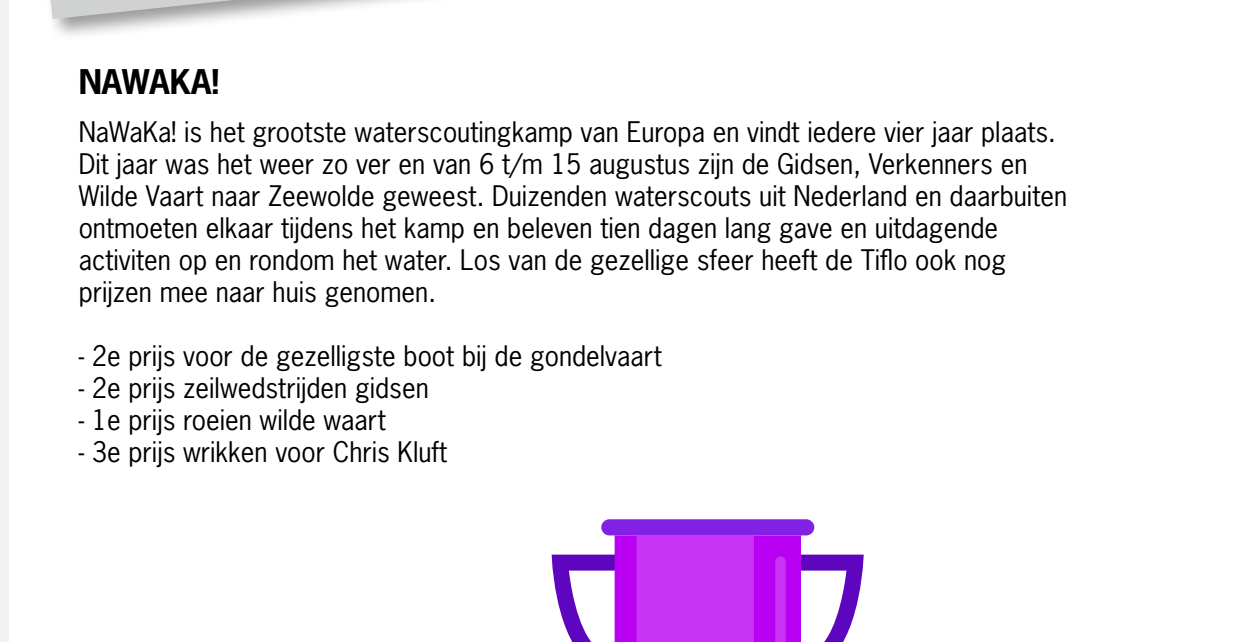 NAWAKA!
NaWaKa! is het grootste waterscoutingkamp van Europa en vindt iedere vier jaar plaats.
Dit jaar was het weer zo ver en van 6 t/m 15 augustus zijn de Gidsen, Verkenners en
Wilde Vaart naar Zeewolde geweest. Duizenden waterscouts uit Nederland en daarbuiten
ontmoeten elkaar tijdens het kamp en beleven tien dagen lang gave en uitdagende
activiten op en rondom het water. Los van de gezellige sfeer heeft de Tiflo ook nog
prijzen mee naar huis genomen.
- 2e prijs voor de gezelligste boot bij de gondelvaart
- 2e prijs zeilwedstrijden gidsen
- 1e prijs roeien wilde waart
- 3e prijs wrikken voor Chris Kluft